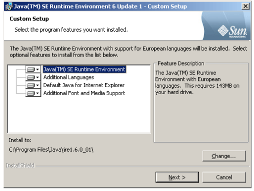 Java(TM) SE Runtime Environment 6 Update 1 - Custom Setup
Custom Setup
Select the program features you want installed.
Sun
The Java(TM) SE Runtime Environment with support for European languages will be installed. Select
optional features to install from the list below.
Java(TM) SE Runtime Environment
Additional Languages
Default Java for Internet Explorer
Additional Font and Media Support
Feature Description
The Java(TM) SE Runtime
Environment with European
languages. This requires 143MB on
your hard drive.
Install to:
C:\Program Files\Java\jre1.6.0_01\
Change...
InstallShield
Next >
Cancel